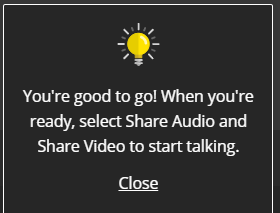 You're good to go! When you're
ready, select Share Audio and
Share Video to start talking.
Close